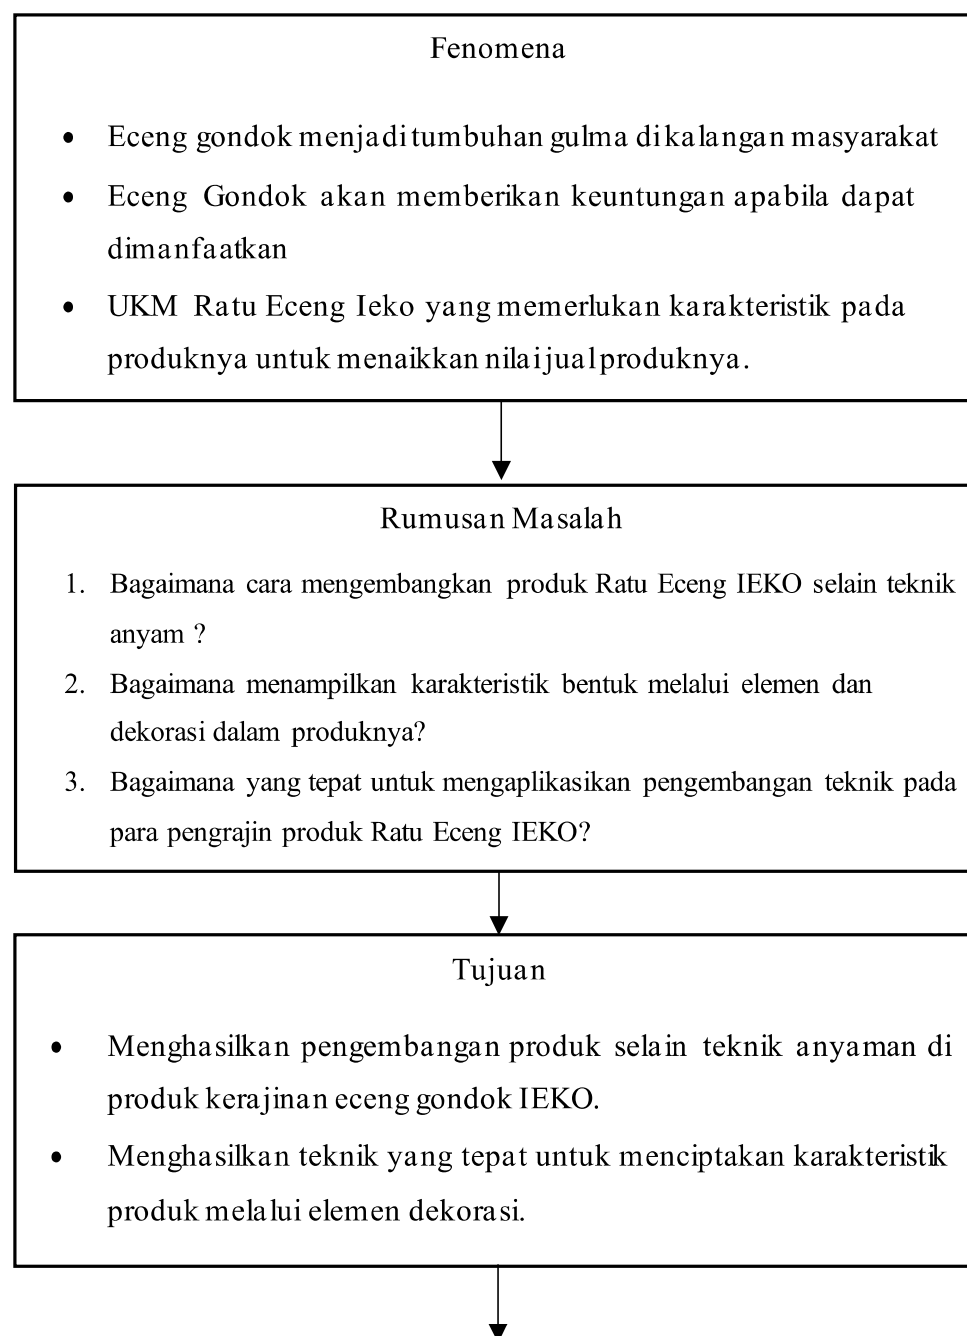 Fenomena
• Eceng gondok menjadi tumbuhan gulma dikalangan masyarakat
• Eceng Gondok akan memberikan keuntungan apabila dapat
dimanfaatkan
• UKM Ratu Eceng Ieko yang memerlukan karakteristik pada
produknya untuk menaikkan nilai jual produknya.
Rumusan Masalah
1. Bagaimana cara mengembangkan produk Ratu Eceng IEKO selain teknik
anyam ?
2. Bagaimana menampilkan karakteristik bentuk melalui elemen dan
dekorasi dalam produknya?
3. Bagaimana yang tepat untuk mengaplikasikan pengembangan teknik pada
para pengrajin produk Ratu Eceng IEKO?
Tujuan
• Menghasilkan pengembangan produk selain teknik anyaman di
produk kerajinan eceng gondok IEKO.
• Menghasilkan teknik yang tepat untuk menciptakan karakteristik
produk melalui elemen dekorasi.